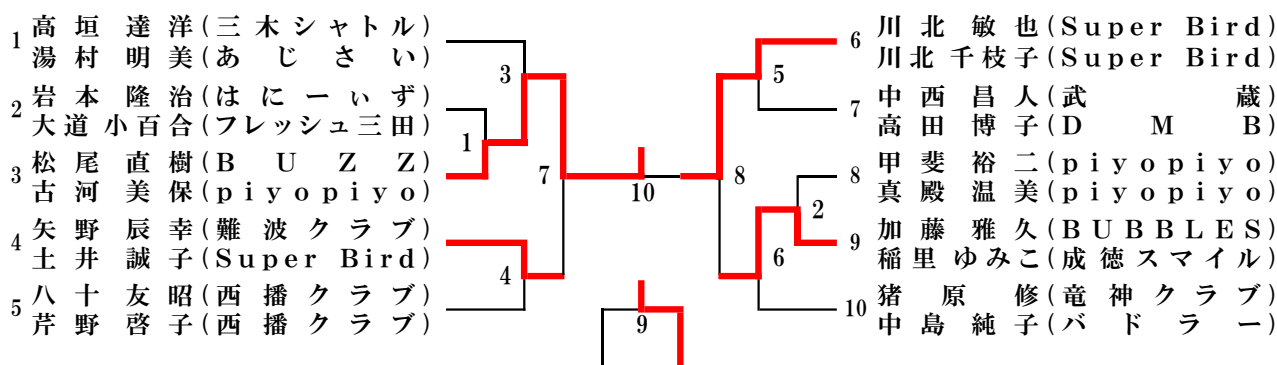 1 高垣達洋(三木シャトル)
湯村明美(あじさい)
2 岩本隆治(はにーぃず)
大道小百合(フレッシュ三田)
3 松尾直樹(BUZZ)
古河美保(piyopiyo)
4 矢野辰幸(難波クラブ)
土井誠子(Super Bird)
5 八十友昭(西播クラブ)
芹野啓子(西播クラブ)
3
1
7
4
10
9
5
8
2
6
6 川北敏也(Super Bird)
川北千枝子(Super Bird)
7 中西昌人(武蔵)
高田博子(DMB)
8 甲斐裕二(piyopiyo)
真殿温美(piyopiyo)
9 加藤雅久(BUBBLES)
稲里ゆみこ(成徳スマイル)
10 猪原修(竜神クラブ)
中島純子(バドラー)